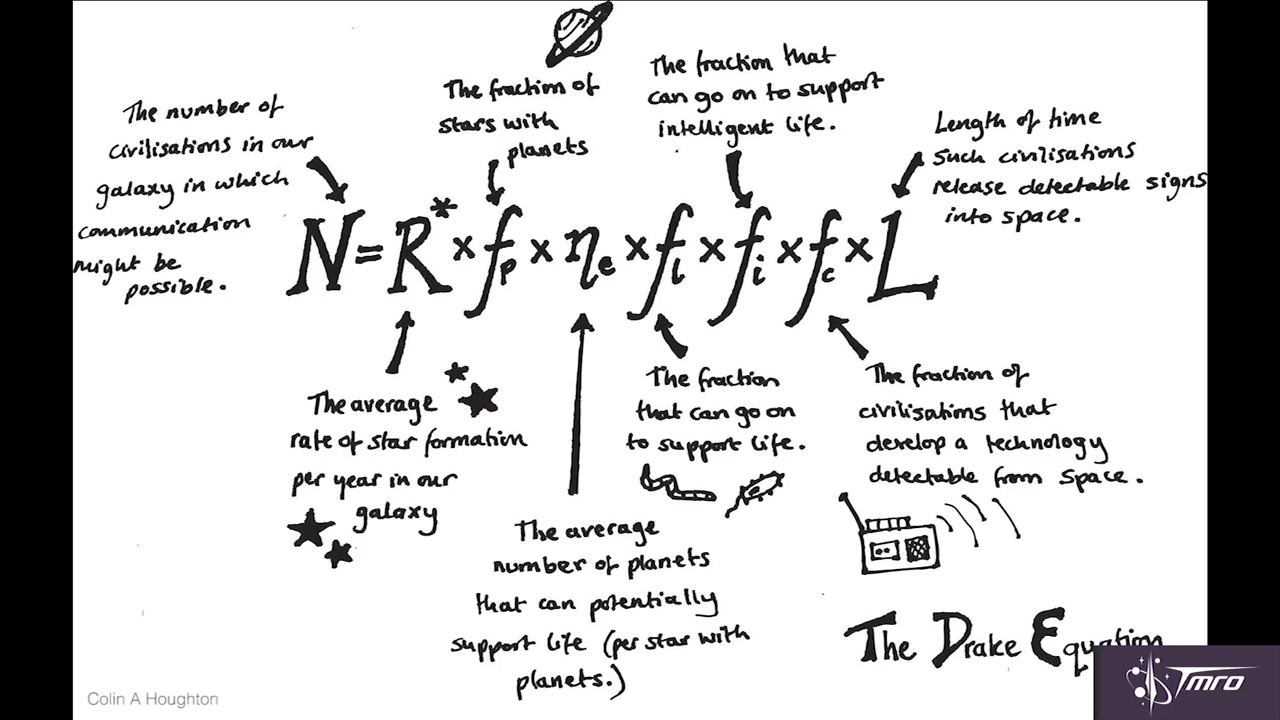 The number of
civilisations in our
galaxy in which
communication
might be
possible.
The fraction of
stars with
planets
The fraction that
can go on to support
intelligent life.
Length of time
such civilisations
release detectable signs
into space.
N=R*×fp×ne×fl×fi×fc×L
The average
rate of star formation
per year in our
galaxy
The average
number of planets
that can potentially
support life (per star with
planets.)
The fraction
that can go on
to support life.
The fraction of
civilisations that
develop a technology
detectable from space.
The Drake Equation
Colin A Houghton
TMRO